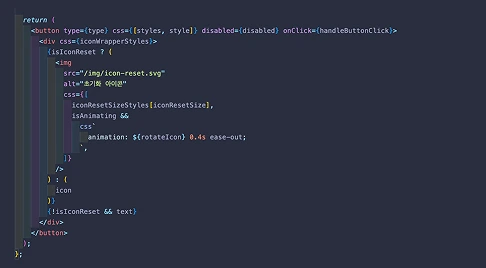 return (
<button type={type} css={[styles, style]} disabled={disabled} onClick={handleButtonClick}>
<div css={iconWrapperStyles}>
{isIconReset ? (
<img
src="/img/icon-reset.svg"
alt="초기화 아이콘"
css={[
iconResetSizeStyles[iconResetSize],
isAnimating &&
css`
animation: ${rotateIcon} 0.4s ease-out;
`,
]}
/>
) : (
icon
)}
{!isIconReset && text}
</div>
</button>
);
};